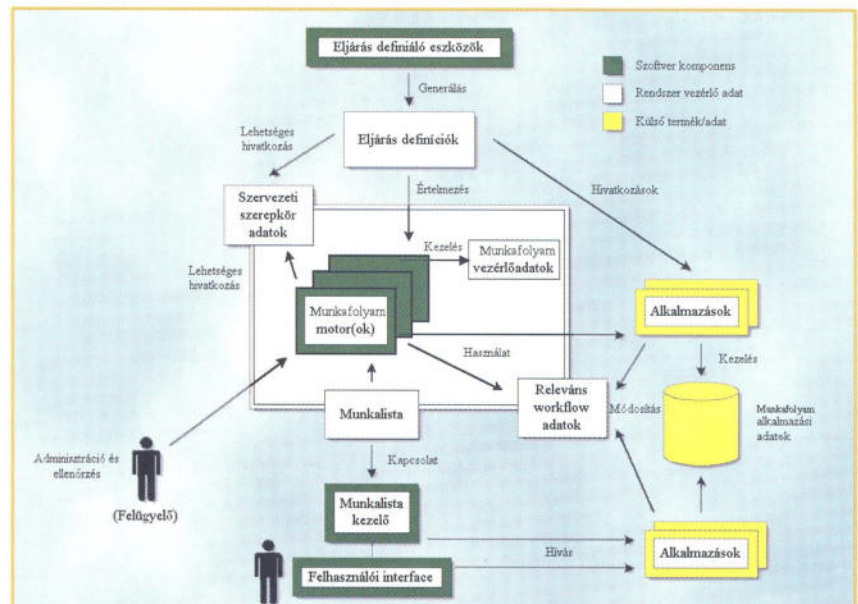 Eljárás definiáló eszközök
Szoftver komponens
Generálás
Rendszer vezérlő adat
Lehetséges
hivatkozás
Eljárás definíciók
Külső termék/adat
Szervezeti
szerepkör
adatok
Értelmezés
Hivatkozások
Kezelés
Munkafolyam
vezérlőadatok
Lehetséges
hivatkozás
Munkafolyam
motor(ok)
Alkalmazások
Használat
Kezelés
Munkalista
Releváns
workflow
adatok
Módosítás
Munkafolyam
alkalmazási
adatok
Adminisztráció és
ellenőrzés
(Felügyelő)
Kapcsolat
Munkalista
kezelő
Hívás
Alkalmazások
Felhasználói interface